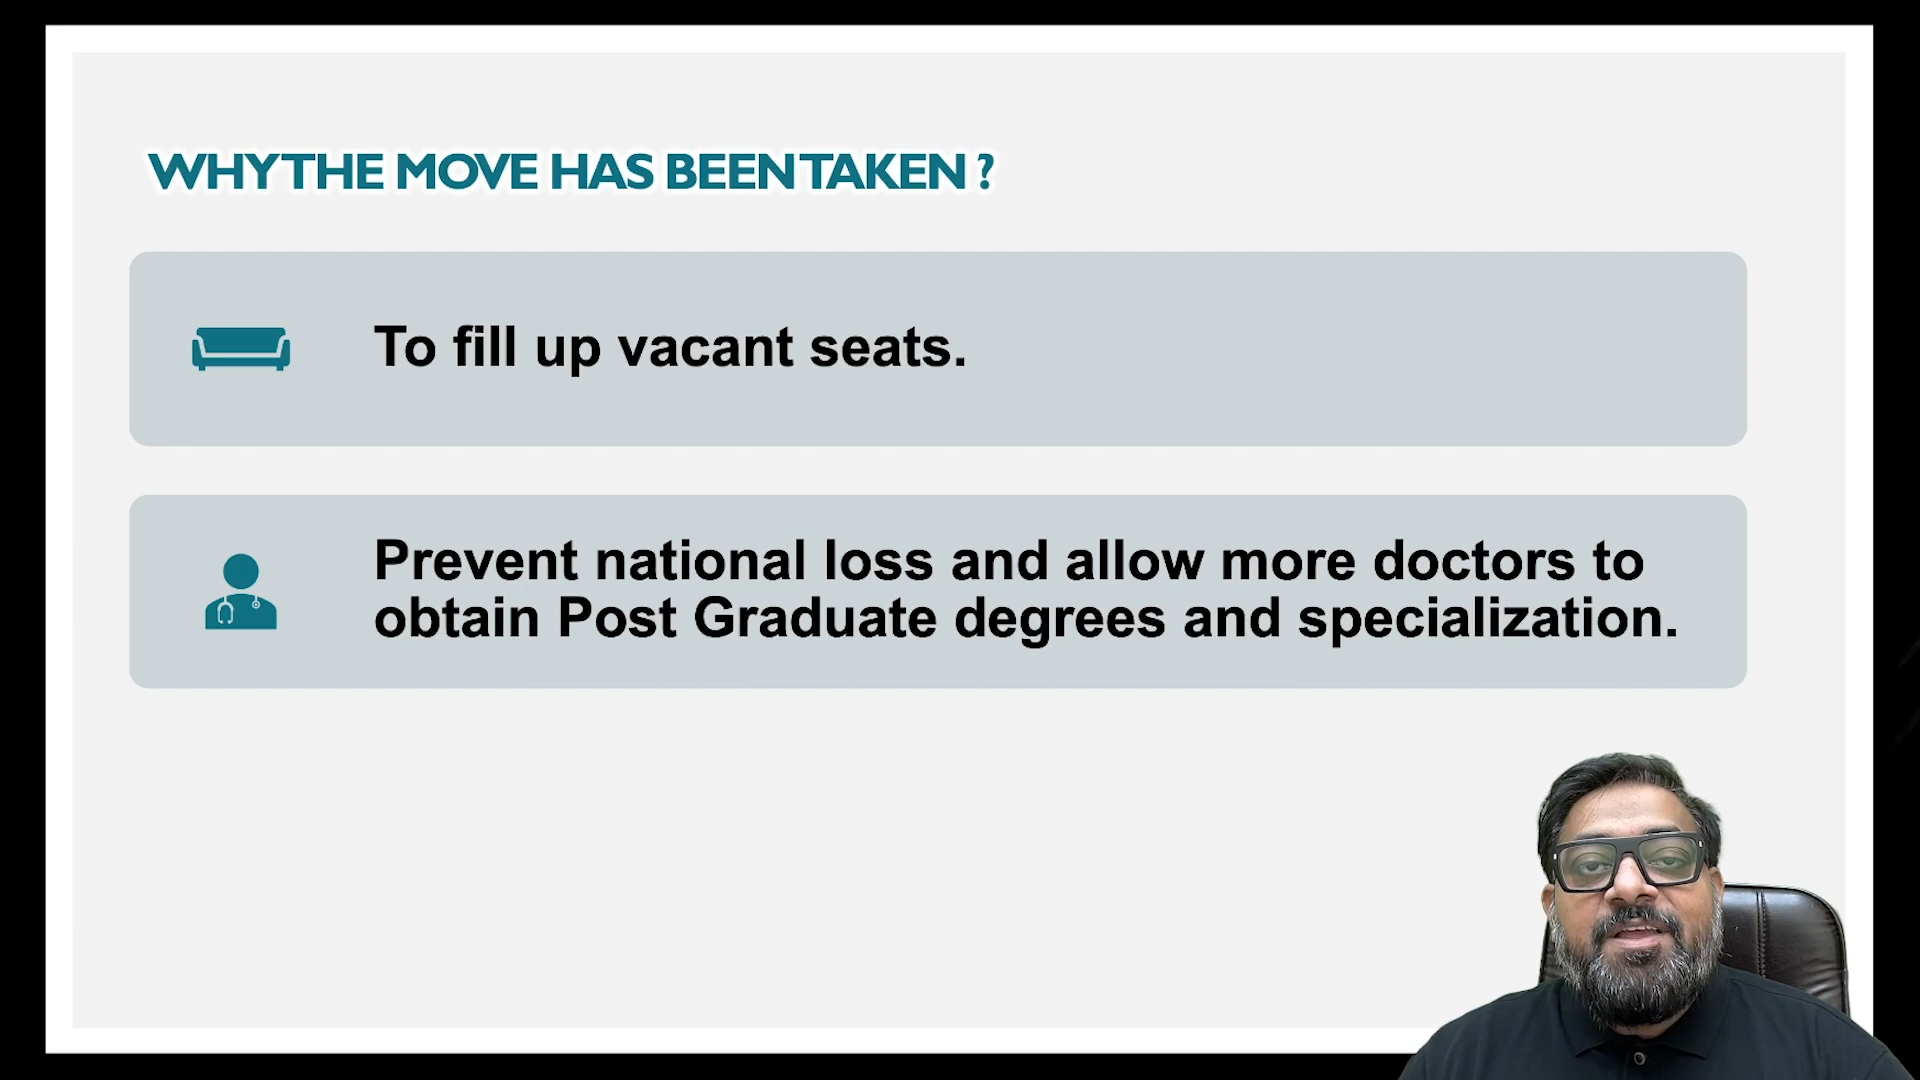 WHY THE MOVE HAS BEEN TAKEN ?
To fill up vacant seats.
Prevent national loss and allow more doctors to
obtain Post Graduate degrees and specialization.